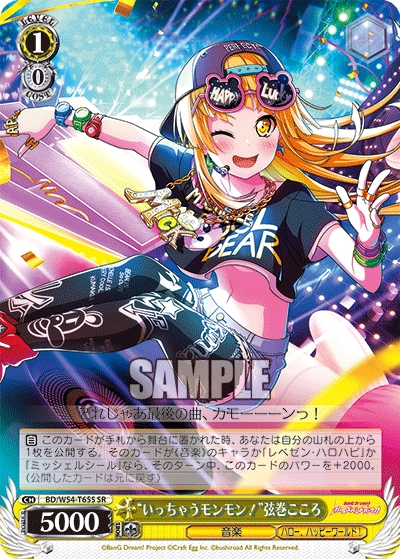 LEVEL
1
0
COST
PERFECT
HAPPY
Lucky
BEAR
SAMPLE
それじゃあ最後の曲、カモーーーンっ！
自 このカードが手札から舞台に置かれた時、あなたは自分の山札の上から
1枚を公開する。そのカードが《音楽》のキャラか「レベゼン・ハロハピ」か
「ミッシェルシール」なら、そのターン中、このカードのパワーを+2000。
（公開したカードは元に戻す）
CH BD/WS4-T65S SR
5000
“いっちゃうモンモン！”弦巻こころ
音楽
ハロー、ハッピーワールド！
©BanG Dream! Project ©Craft Egg Inc. ©bushiroad All Rights Reserved.